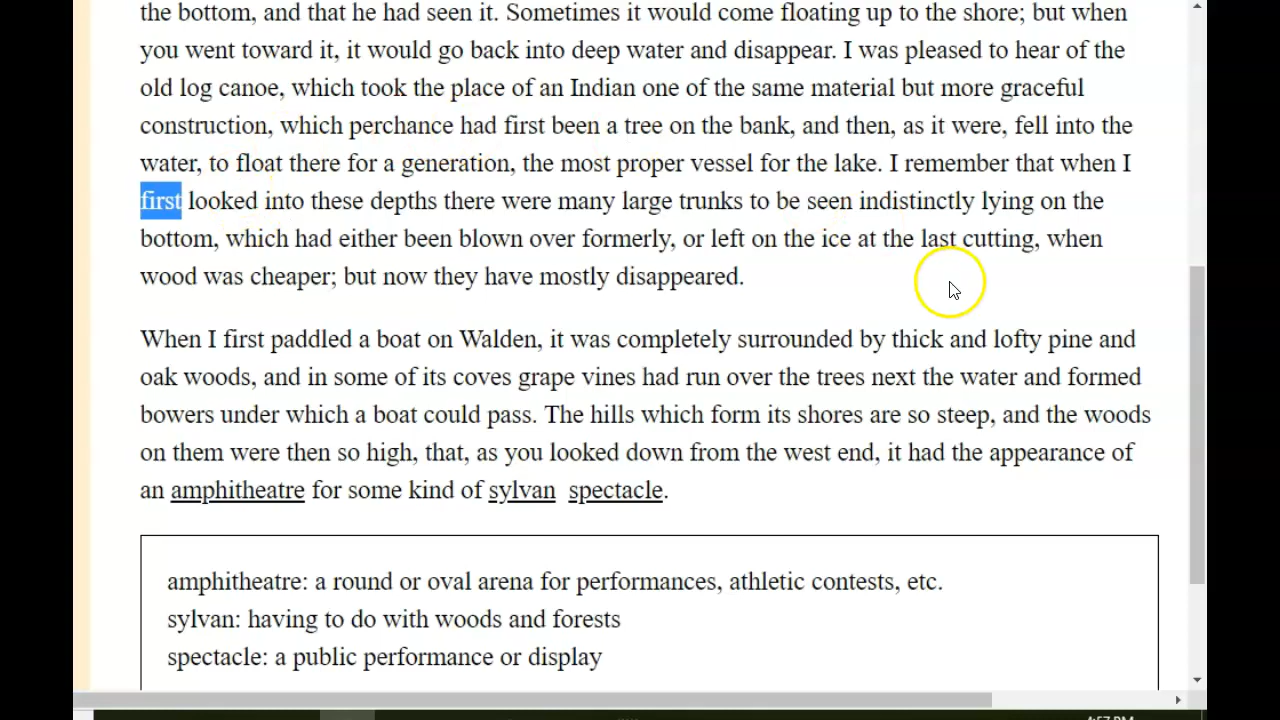 the bottom, and that he had seen it. Sometimes it would come floating up to the shore; but when
you went toward it, it would go back into deep water and disappear. I was pleased to hear of the
old log canoe, which took the place of an Indian one of the same material but more graceful
construction, which perchance had first been a tree on the bank, and then, as it were, fell into the
water, to float there for a generation, the most proper vessel for the lake. I remember that when I
first looked into these depths there were many large trunks to be seen indistinctly lying on the
bottom, which had either been blown over formerly, or left on the ice at the last cutting, when
wood was cheaper; but now they have mostly disappeared.
When I first paddled a boat on Walden, it was completely surrounded by thick and lofty pine and
oak woods, and in some of its coves grape vines had run over the trees next the water and formed
bowers under which a boat could pass. The hills which form its shores are so steep, and the woods
on them were then so high, that, as you looked down from the west end, it had the appearance of
an amphitheatre for some kind of sylvan spectacle.
amphitheatre: a round or oval arena for performances, athletic contests, etc.
sylvan: having to do with woods and forests
spectacle: a public performance or display